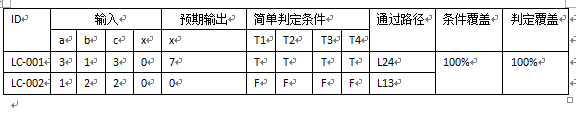 ID 输入 预期输出 简单判定条件 通过路径 条件覆盖 判定覆盖
a b c x x T1 T2 T3 T4
LC-001 3 1 3 0 7 T T T T L24 100% 100%
LC-002 1 2 2 0 0 F F F F L13